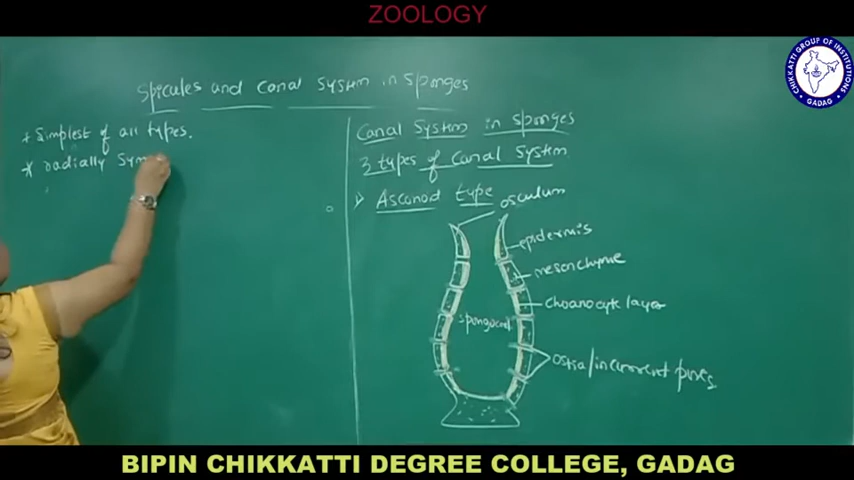 ZOOLOGY
CHIKKATTI GROUP OF INSTITUTIONS
GADAG
Spicules and Canal System in Sponges
* Simplest of all types.
* radially Sym
Canal System in sponges
3 types of Canal System
Asconoid type
osculum
epidermis
mesenchyme
choanocyte layer
spongocoel
ostia/incurrent pores
BIPIN CHIKKATTI DEGREE COLLEGE, GADAG